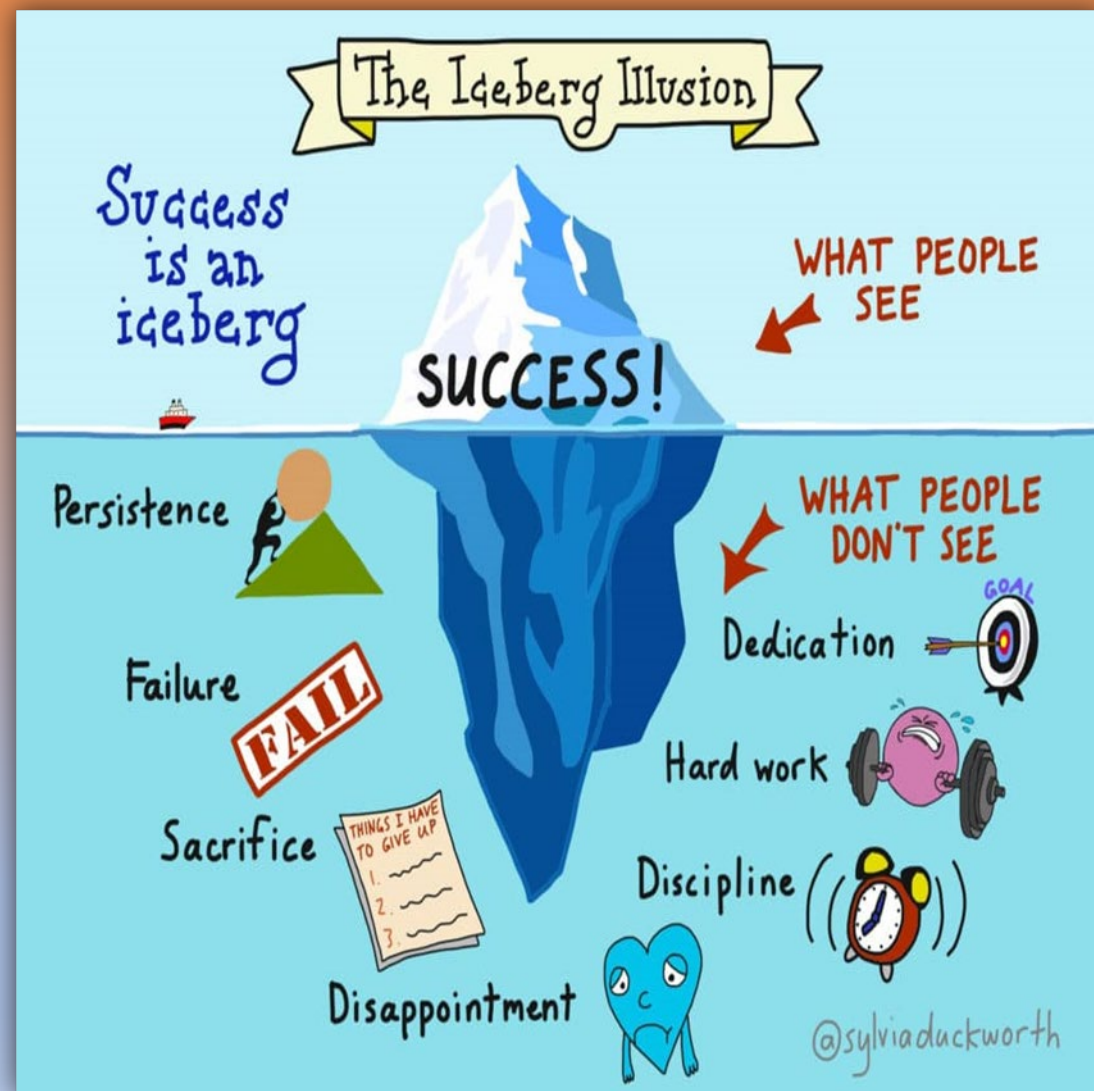 The Iceberg Illusion
Success
is an
iceberg
WHAT PEOPLE
SEE
SUCCESS!
Persistence
WHAT PEOPLE
DON'T SEE
GOAL
Dedication
Failure
FAIL
Hard work
Sacrifice
THINGS I HAVE
TO GIVE UP
1.
2.
3.
Discipline
Disappointment
@sylviaduckworth